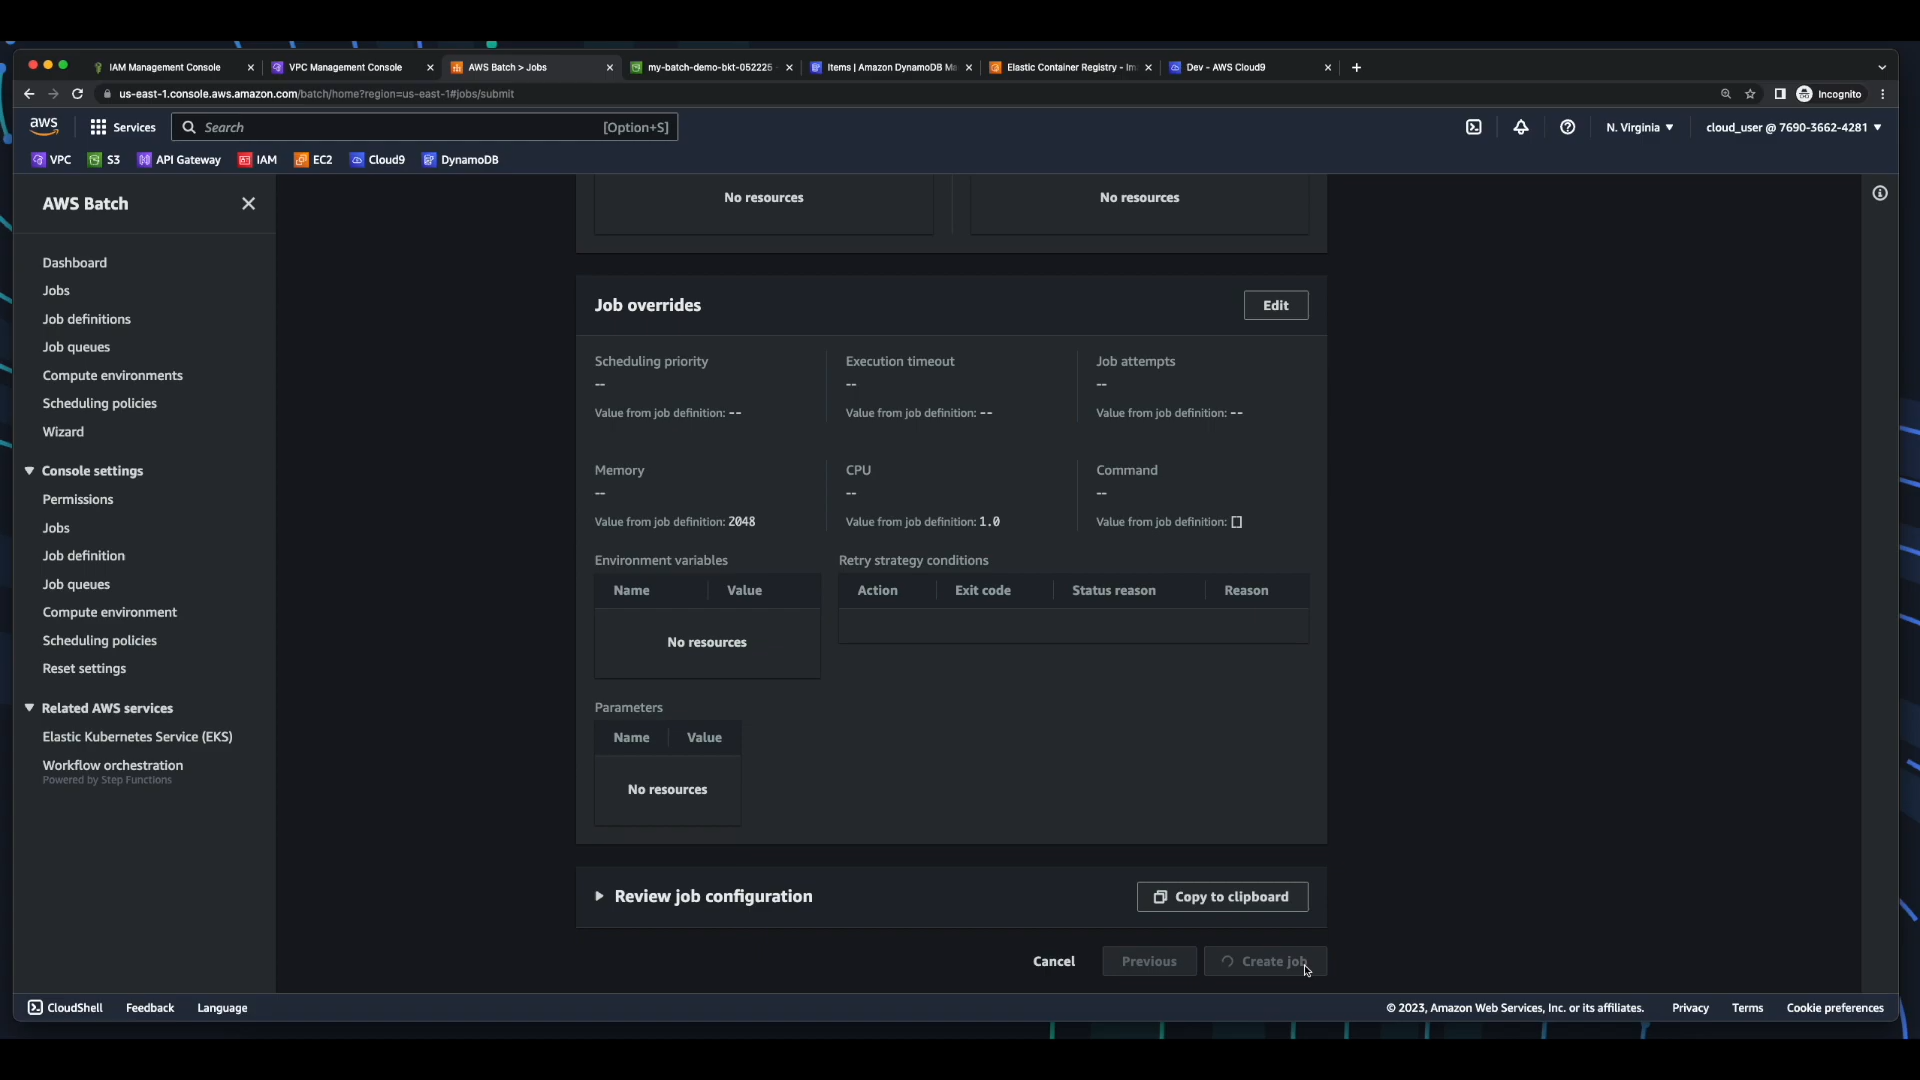 IAM Management Console
VPC Management Console
AWS Batch > Jobs
my-batch-demo-bkt-052225
Items | Amazon DynamoDB Ma
Elastic Container Registry - Im
Dev - AWS Cloud9
us-east-1.console.aws.amazon.com/batch/home?region=us-east-1#jobs/submit
Incognito
aws
Services
Search
[Option+S]
N. Virginia
cloud_user @ 7690-3662-4281
VPC
S3
API Gateway
IAM
EC2
Cloud9
DynamoDB
AWS Batch
Dashboard
Jobs
Job definitions
Job queues
Compute environments
Scheduling policies
Wizard
Console settings
Permissions
Jobs
Job definition
Job queues
Compute environment
Scheduling policies
Reset settings
Related AWS services
Elastic Kubernetes Service (EKS)
Workflow orchestration
Powered by Step Functions
No resources
No resources
Job overrides
Edit
Scheduling priority
--
Value from job definition: --
Execution timeout
--
Value from job definition: --
Job attempts
--
Value from job definition: --
Memory
--
Value from job definition: 2048
CPU
--
Value from job definition: 1.0
Command
--
Value from job definition: []
Environment variables
Name Value
No resources
Retry strategy conditions
Action Exit code Status reason Reason
Parameters
Name Value
No resources
Review job configuration
Copy to clipboard
Cancel
Previous
Create job
CloudShell
Feedback
Language
© 2023, Amazon Web Services, Inc. or its affiliates.
Privacy
Terms
Cookie preferences